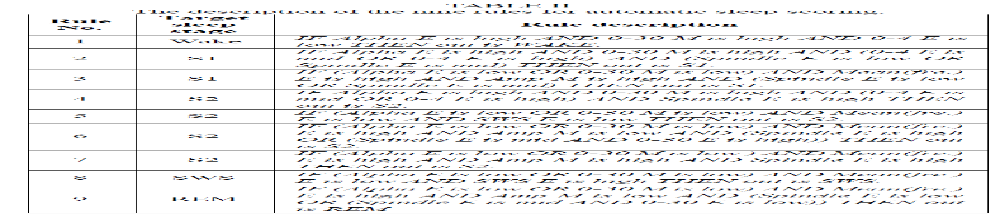 TABLE II
The description of the nine rules for automatic sleep scoring.
Rule
No.
Target
sleep
stage
Rule description
1
Wake
IF Alpha E is high AND 0-30 M is high AND 0-4 E is
low THEN out is WAKE.
2
S1
IF Alpha E is high AND 0-30 M is high AND (0-4 E is
mid OR 0-4 E is high) AND (Spindle E is low OR
Spindle E is mid) THEN out is S1.
3
S1
IF (Alpha E is low OR 0-30 M is low) AND Mean(fre.)
E is high AND Amp M is high AND (Spindle E is low
OR Spindle E is mid) THEN out is S1.
4
S2
IF Alpha E is high AND 0-30 M is high AND (0-4 E is
mid OR 0-4 E is high) AND Spindle E is high THEN
out is S2.
5
S2
IF (Alpha E is low OR 0-30 M is low) AND Mean(fre.)
E is low AND SWS E is low THEN out is S2.
6
S2
IF (Alpha E is low OR 0-30 M is low) AND Mean(fre.)
E is high AND Amp M is low AND (Spindle E is high
OR (Spindle E is mid AND 0-30 E is high)) THEN out
is S2.
7
S2
IF (Alpha E is low OR 0-30 M is low ) AND Mean(fre.)
E is high AND Amp M is high AND Spindle E is high
THEN out is S2.
8
SWS
IF (Alpha E is low OR 0-30 M is low) AND Mean(fre.)
E is low AND SWS E is high THEN out is SWS.
9
REM
IF (Alpha E is low OR 0-30 M is low) AND Mean(fre.)
E is high AND Amp M is low AND (Spindle E is low
OR (Spindle E is mid AND 0-30 E is low)) THEN out
is REM